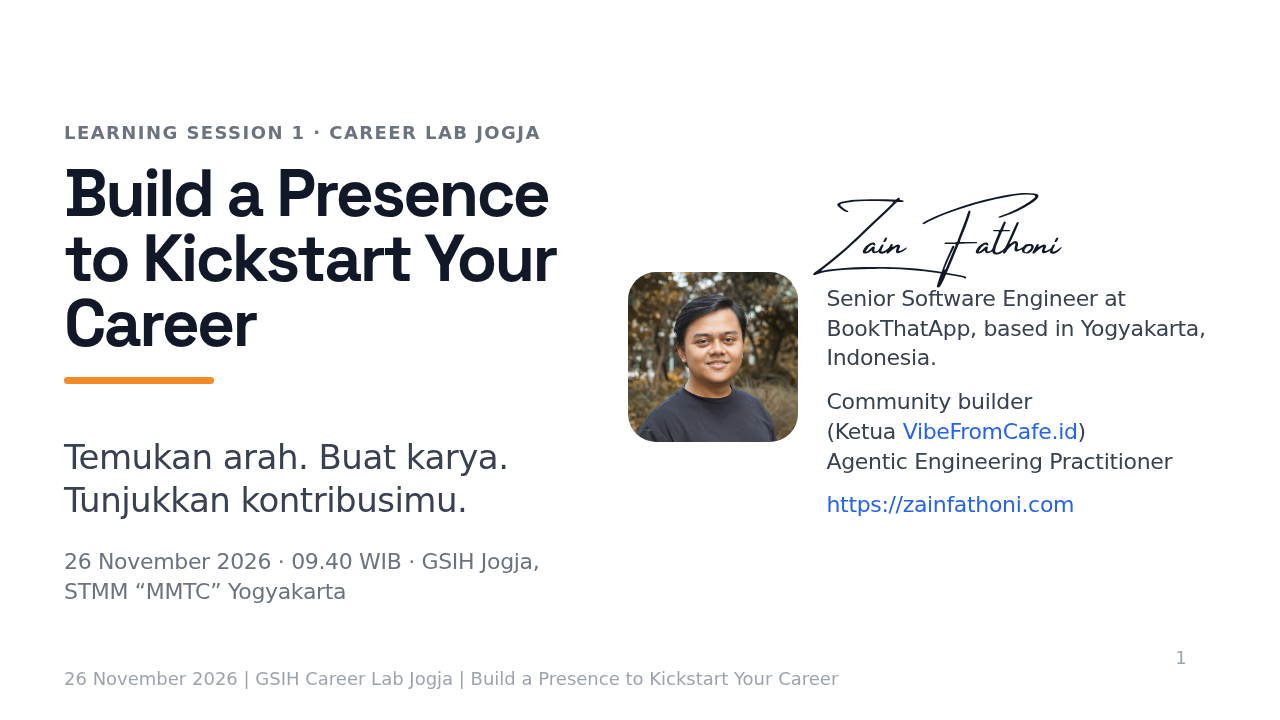 LEARNING SESSION 1 · CAREER LAB JOGJA
Build a Presence
to Kickstart Your
Career
Temukan arah. Buat karya.
Tunjukkan kontribusimu.
26 November 2026 · 09.40 WIB · GSIH Jogja,
STMM “MMTC” Yogyakarta
Zain Fathoni
Senior Software Engineer at
BookThatApp, based in Yogyakarta,
Indonesia.
Community builder
(Ketua VibeFromCafe.id)
Agentic Engineering Practitioner
https://zainfathoni.com
26 November 2026 | GSIH Career Lab Jogja | Build a Presence to Kickstart Your Career
1